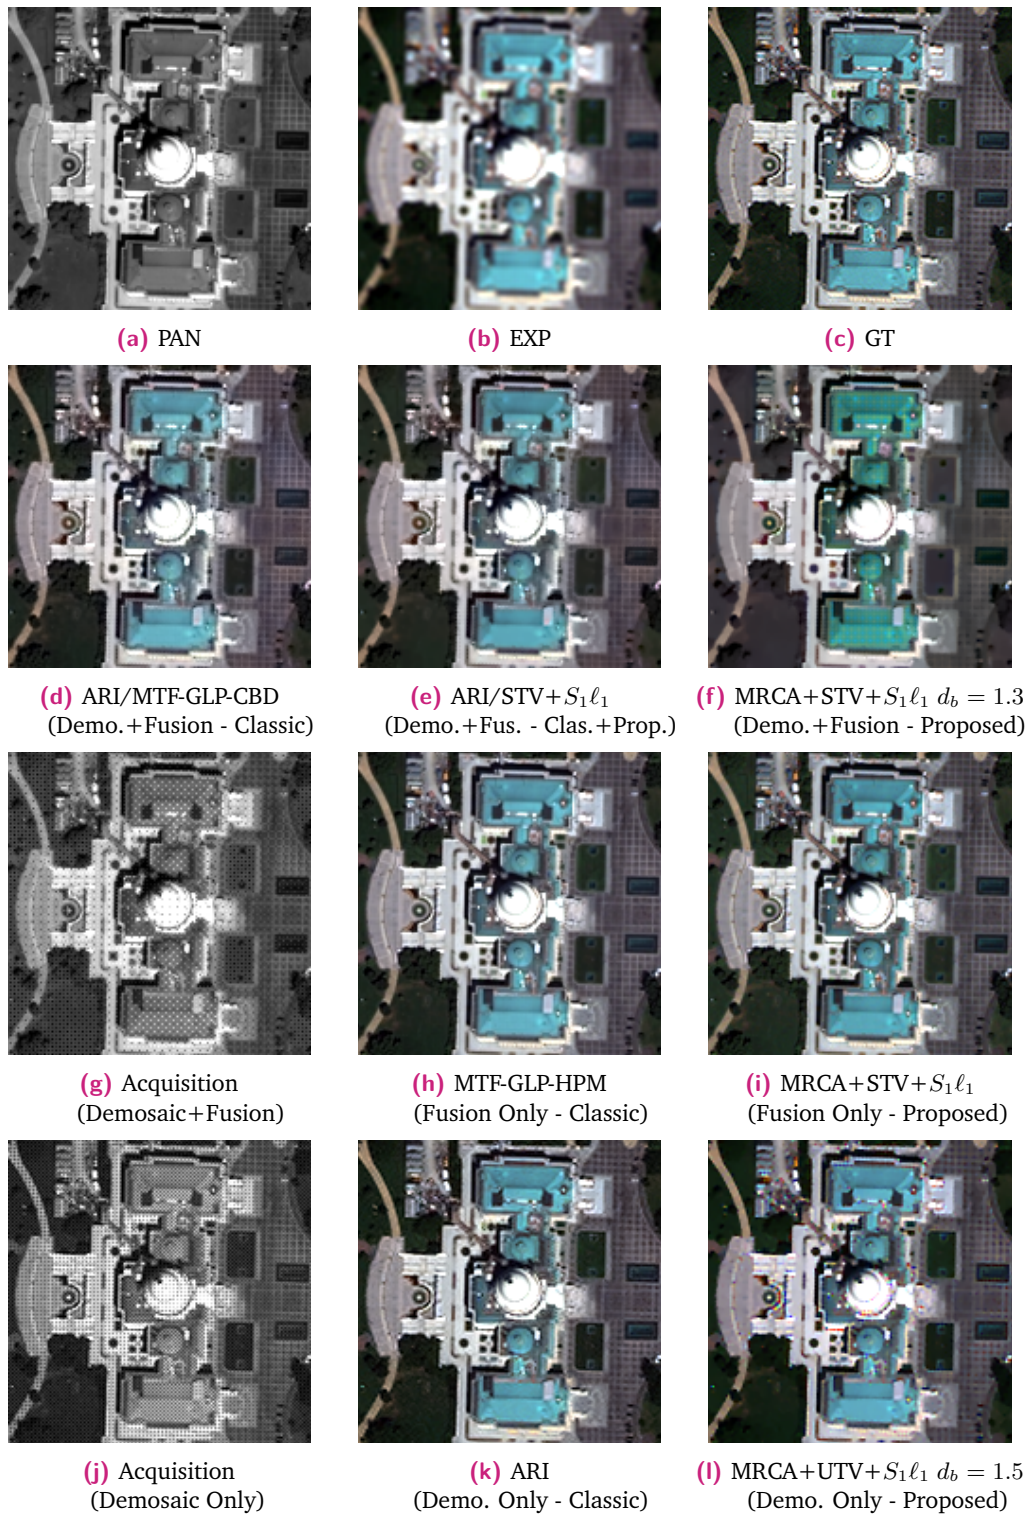 (a) PAN
(b) EXP
(c) GT
(d) ARI/MTF-GLP-CBD
(Demo.+Fusion - Classic)
(e) ARI/STV+S₁ℓ₁
(Demo.+Fus. - Clas.+Prop.)
(f) MRCA+STV+S₁ℓ₁ d_b = 1.3
(Demo.+Fusion - Proposed)
(g) Acquisition
(Demosaic+Fusion)
(h) MTF-GLP-HPM
(Fusion Only - Classic)
(i) MRCA+STV+S₁ℓ₁
(Fusion Only - Proposed)
(j) Acquisition
(Demosaic Only)
(k) ARI
(Demo. Only - Classic)
(l) MRCA+UTV+S₁ℓ₁ d_b = 1.5
(Demo. Only - Proposed)